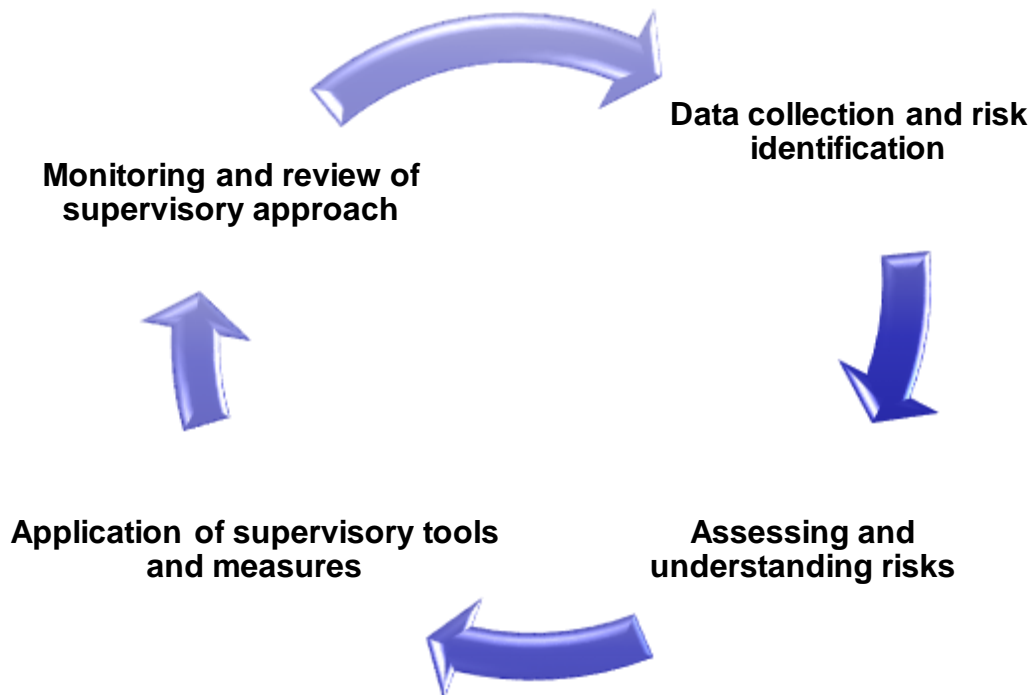 Data collection and risk
identification
Monitoring and review of
supervisory approach
Application of supervisory tools
and measures
Assessing and
understanding risks